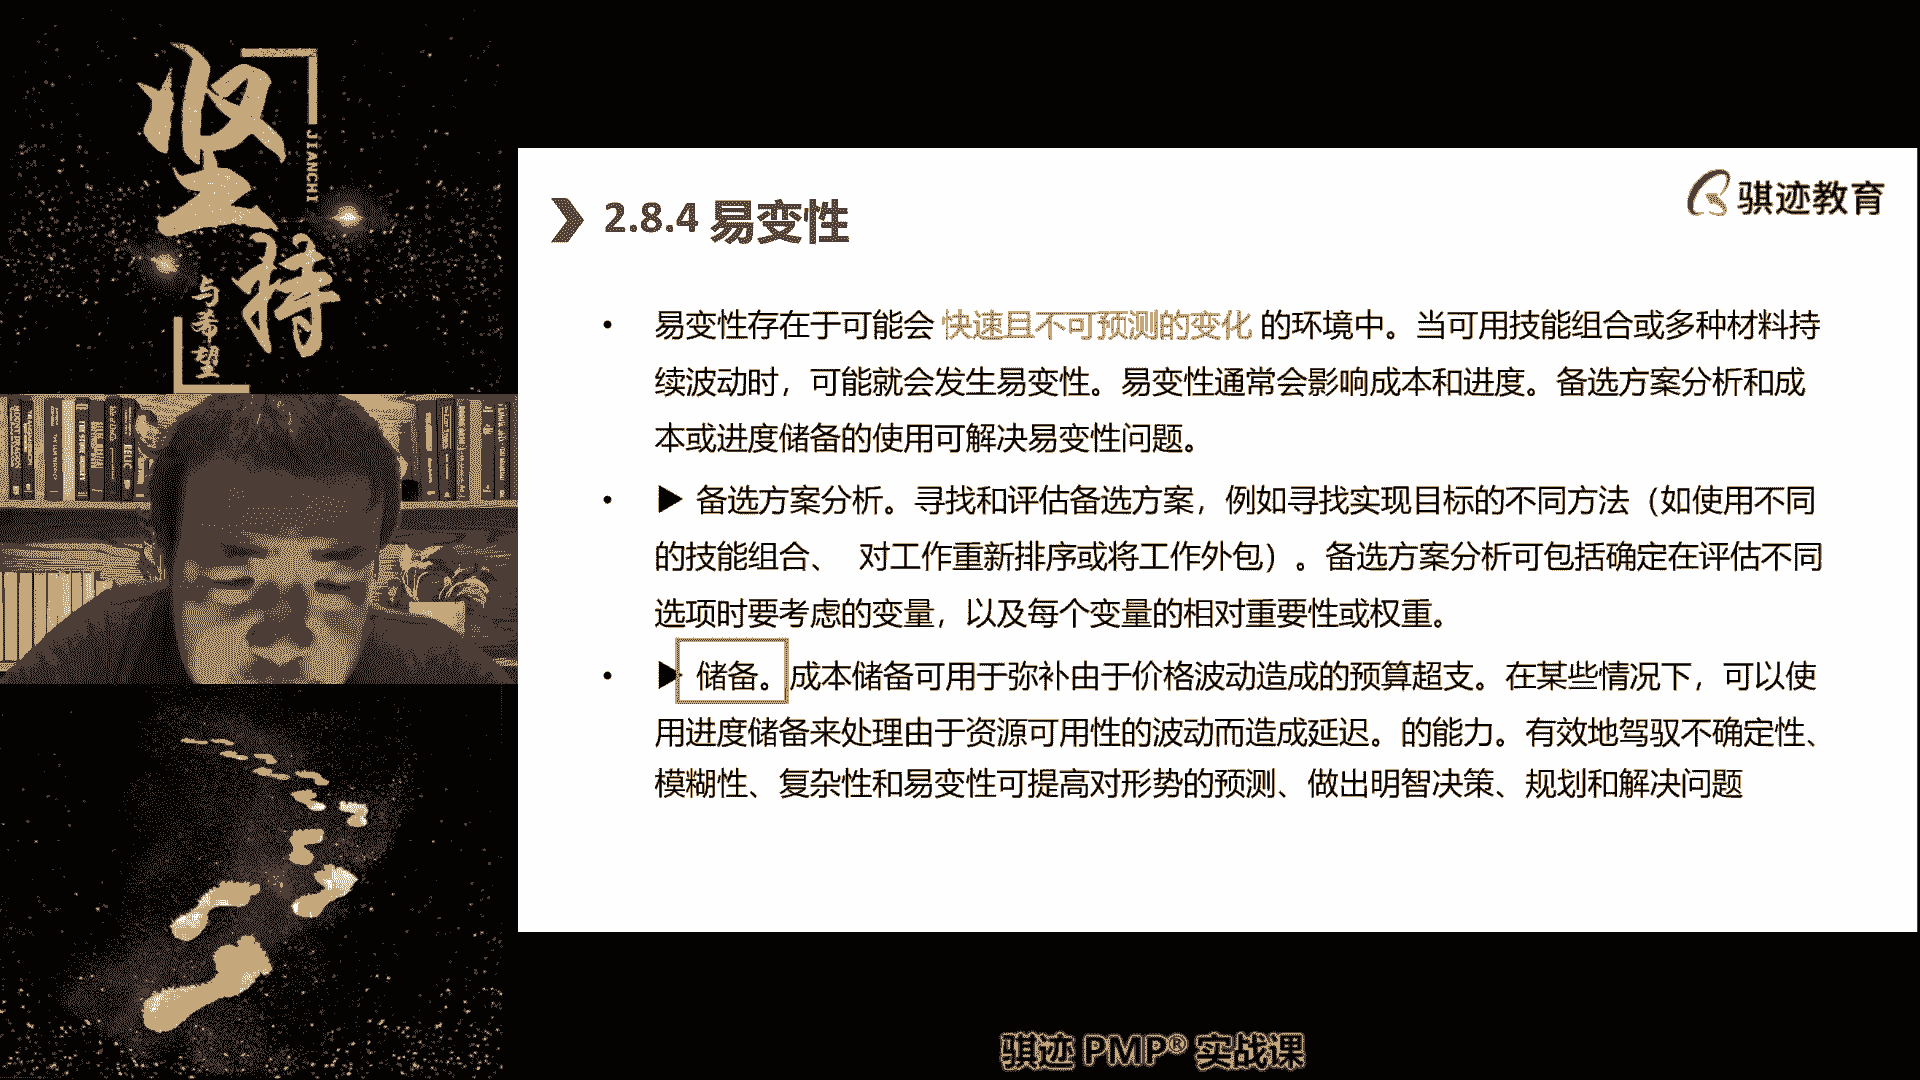 坚持
JIANCHI
与希望
骐迹教育
2.8.4 易变性
• 易变性存在于可能会 快速且不可预测的变化 的环境中。当可用技能组合或多种材料持
续波动时，可能就会发生易变性。易变性通常会影响成本和进度。备选方案分析和成
本或进度储备的使用可解决易变性问题。
• ▶ 备选方案分析。寻找和评估备选方案，例如寻找实现目标的不同方法（如使用不同
的技能组合、 对工作重新排序或将工作外包）。备选方案分析可包括确定在评估不同
选项时要考虑的变量，以及每个变量的相对重要性或权重。
• ▶ 储备。成本储备可用于弥补由于价格波动造成的预算超支。在某些情况下，可以使
用进度储备来处理由于资源可用性的波动而造成延迟。的能力。有效地驾驭不确定性、
模糊性、复杂性和易变性可提高对形势的预测、做出明智决策、规划和解决问题
骐迹 PMP® 实战课